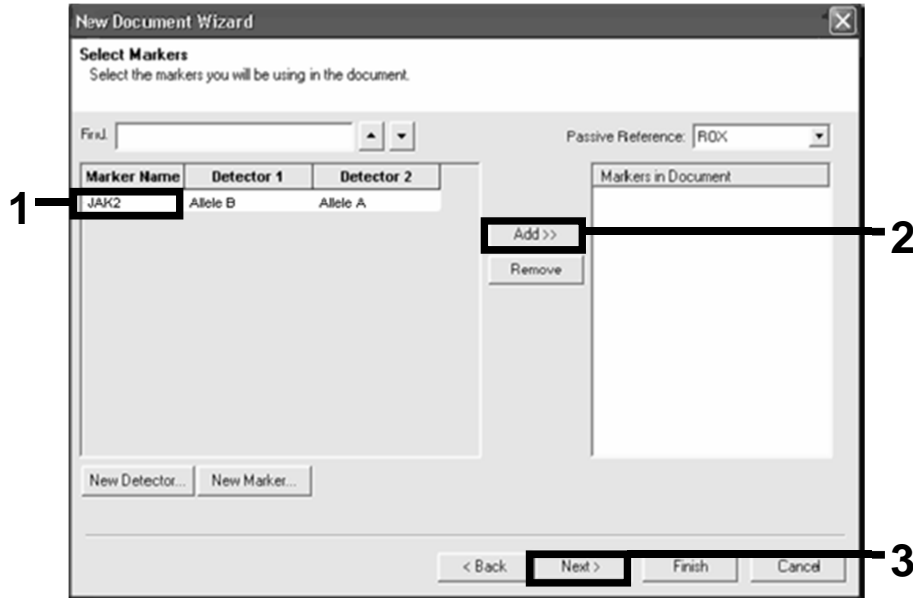 New Document Wizard
Select Markers
Select the markers you will be using in the document.
Find:
Passive Reference: ROX
Marker Name Detector 1 Detector 2
Markers in Document
1
JAK2 Allele B Allele A
Add >>
2
Remove
New Detector... New Marker...
< Back Next > Finish Cancel
3